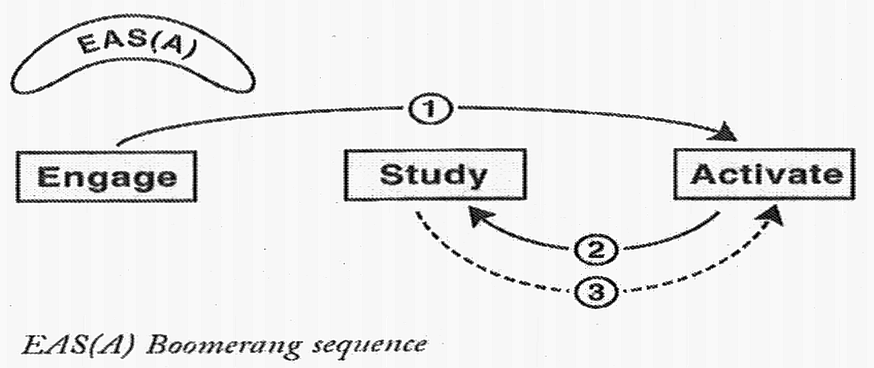 EAS(A)
1
Engage
Study
Activate
2
3
EAS(A) Boomerang sequence